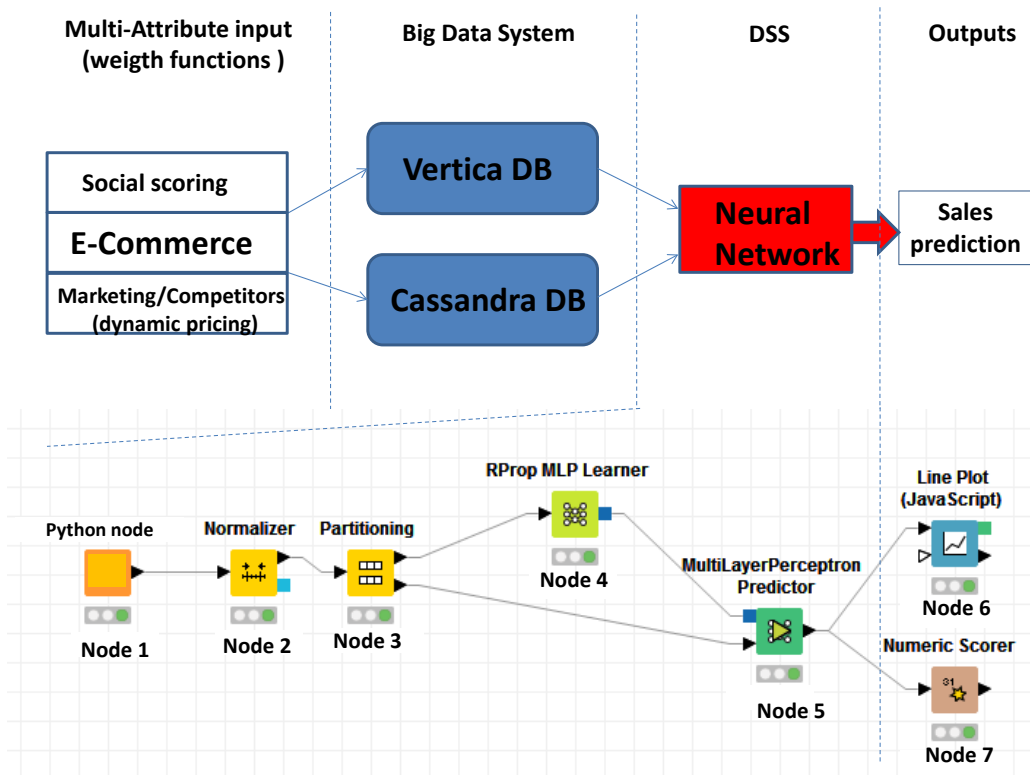 Multi-Attribute input
(weigth functions )
Big Data System
DSS
Outputs
Social scoring
E-Commerce
Marketing/Competitors
(dynamic pricing)
Vertica DB
Cassandra DB
Neural
Network
Sales
prediction
Python node
Node 1
Normalizer
Node 2
Partitioning
Node 3
RProp MLP Learner
Node 4
MultiLayerPerceptron
Predictor
Node 5
Line Plot
(JavaScript)
Node 6
Numeric Scorer
31
Node 7